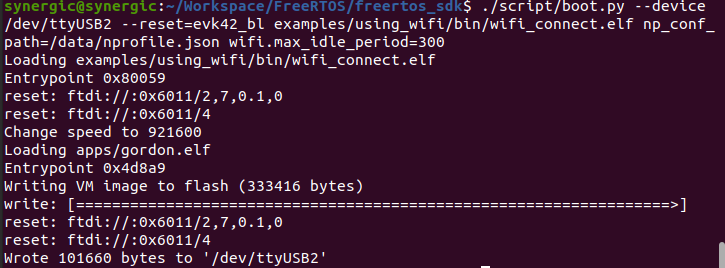 synergic@synergic:~/Workspace/FreeRTOS/freertos_sdk$ ./script/boot.py --device
/dev/ttyUSB2 --reset=evk42_bl examples/using_wifi/bin/wifi_connect.elf np_conf_
path=/data/nprofile.json wifi.max_idle_period=300
Loading examples/using_wifi/bin/wifi_connect.elf
Entrypoint 0x80059
reset: ftdi://:0x6011/2,7,0.1,0
reset: ftdi://:0x6011/4
Change speed to 921600
Loading apps/gordon.elf
Entrypoint 0x4d8a9
Writing VM image to flash (333416 bytes)
write: [==================================================================>]
reset: ftdi://:0x6011/2,7,0.1,0
reset: ftdi://:0x6011/4
Wrote 101660 bytes to '/dev/ttyUSB2'